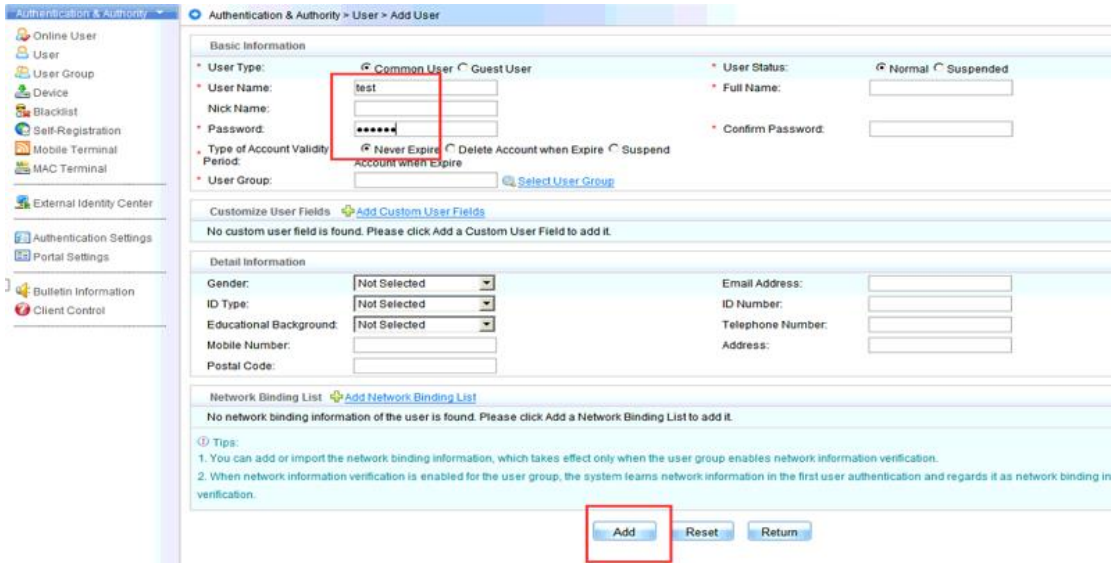 Authentication & Authority
Online User
User
User Group
Device
Blacklist
Self-Registration
Mobile Terminal
MAC Terminal
External Identity Center
Authentication Settings
Portal Settings
Bulletin Information
Client Control
Authentication & Authority > User > Add User
Basic Information
* User Type: Common User Guest User * User Status: Normal Suspended
* User Name: test * Full Name:
Nick Name:
* Password: •••••• * Confirm Password:
* Type of Account Validity Period: Never Expire Delete Account when Expire Suspend
Account when Expire
* User Group: Select User Group
Customize User Fields Add Custom User Fields
No custom user field is found. Please click Add a Custom User Field to add it.
Detail Information
Gender: Not Selected Email Address:
ID Type: Not Selected ID Number:
Educational Background: Not Selected Telephone Number:
Mobile Number: Address:
Postal Code:
Network Binding List Add Network Binding List
No network binding information of the user is found. Please click Add a Network Binding List to add it.
Tips:
1. You can add or import the network binding information, which takes effect only when the user group enables network information verification.
2. When network information verification is enabled for the user group, the system learns network information in the first user authentication and regards it as network binding in
verification.
Add Reset Return